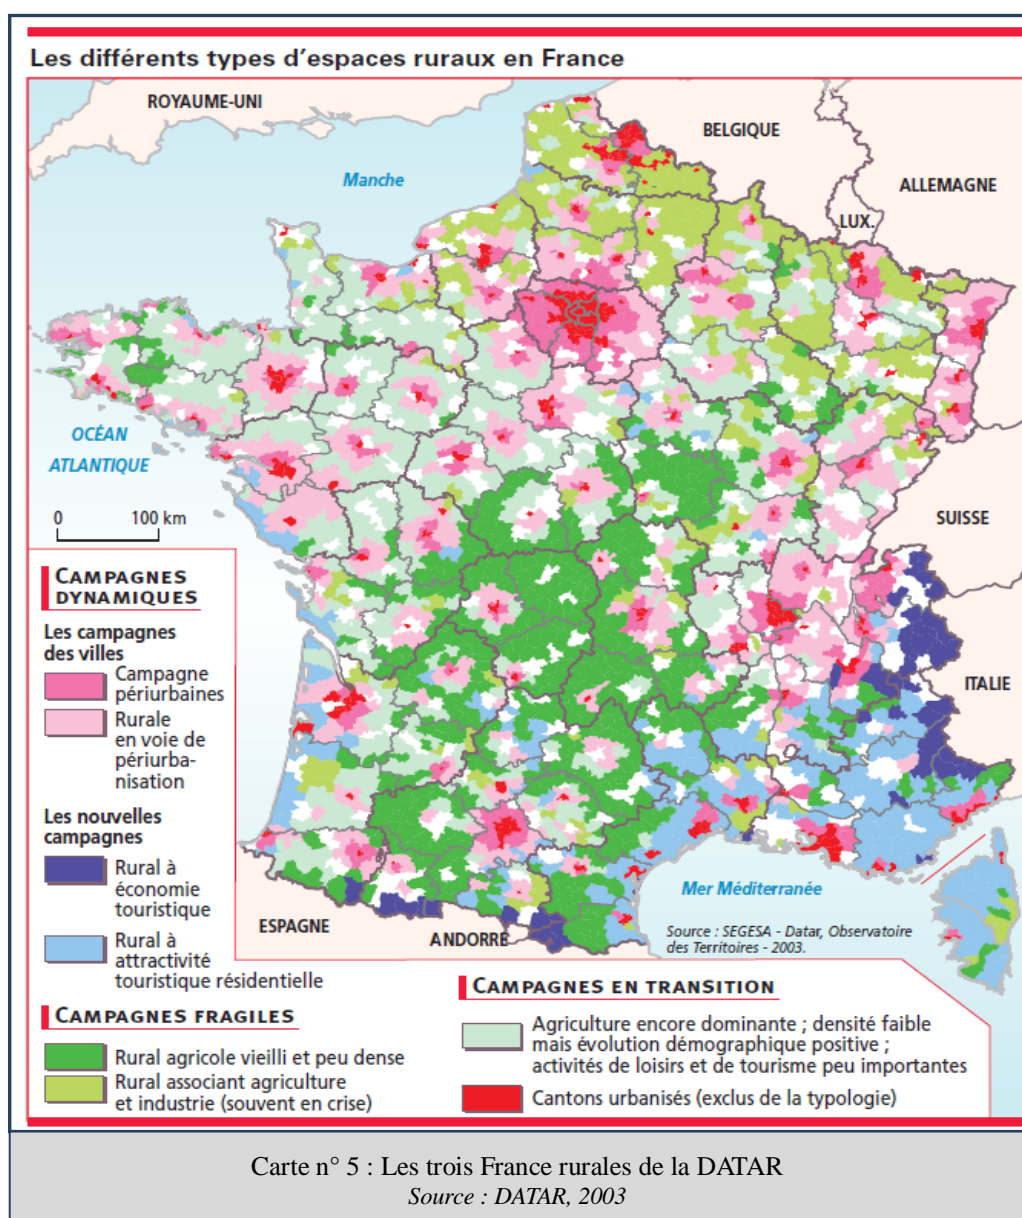 Les différents types d'espaces ruraux en France
ROYAUME-UNI
BELGIQUE
Manche
ALLEMAGNE
LUX.
OCÉAN
ATLANTIQUE
0 100 km
SUISSE
ITALIE
CAMPAGNES
DYNAMIQUES
Les campagnes
des villes
Campagne
périurbaines
Rurale
en voie de
périurba-
nisation
Les nouvelles
campagnes
Rural à
économie
touristique
Rural à
attractivité
touristique résidentielle
ESPAGNE
ANDORRE
Mer Méditerranée
Source : SEGESA - Datar, Observatoire
des Territoires - 2003.
CAMPAGNES FRAGILES
Rural agricole vieilli et peu dense
Rural associant agriculture
et industrie (souvent en crise)
CAMPAGNES EN TRANSITION
Agriculture encore dominante ; densité faible
mais évolution démographique positive ;
activités de loisirs et de tourisme peu importantes
Cantons urbanisés (exclus de la typologie)
Carte n° 5 : Les trois France rurales de la DATAR
Source : DATAR, 2003